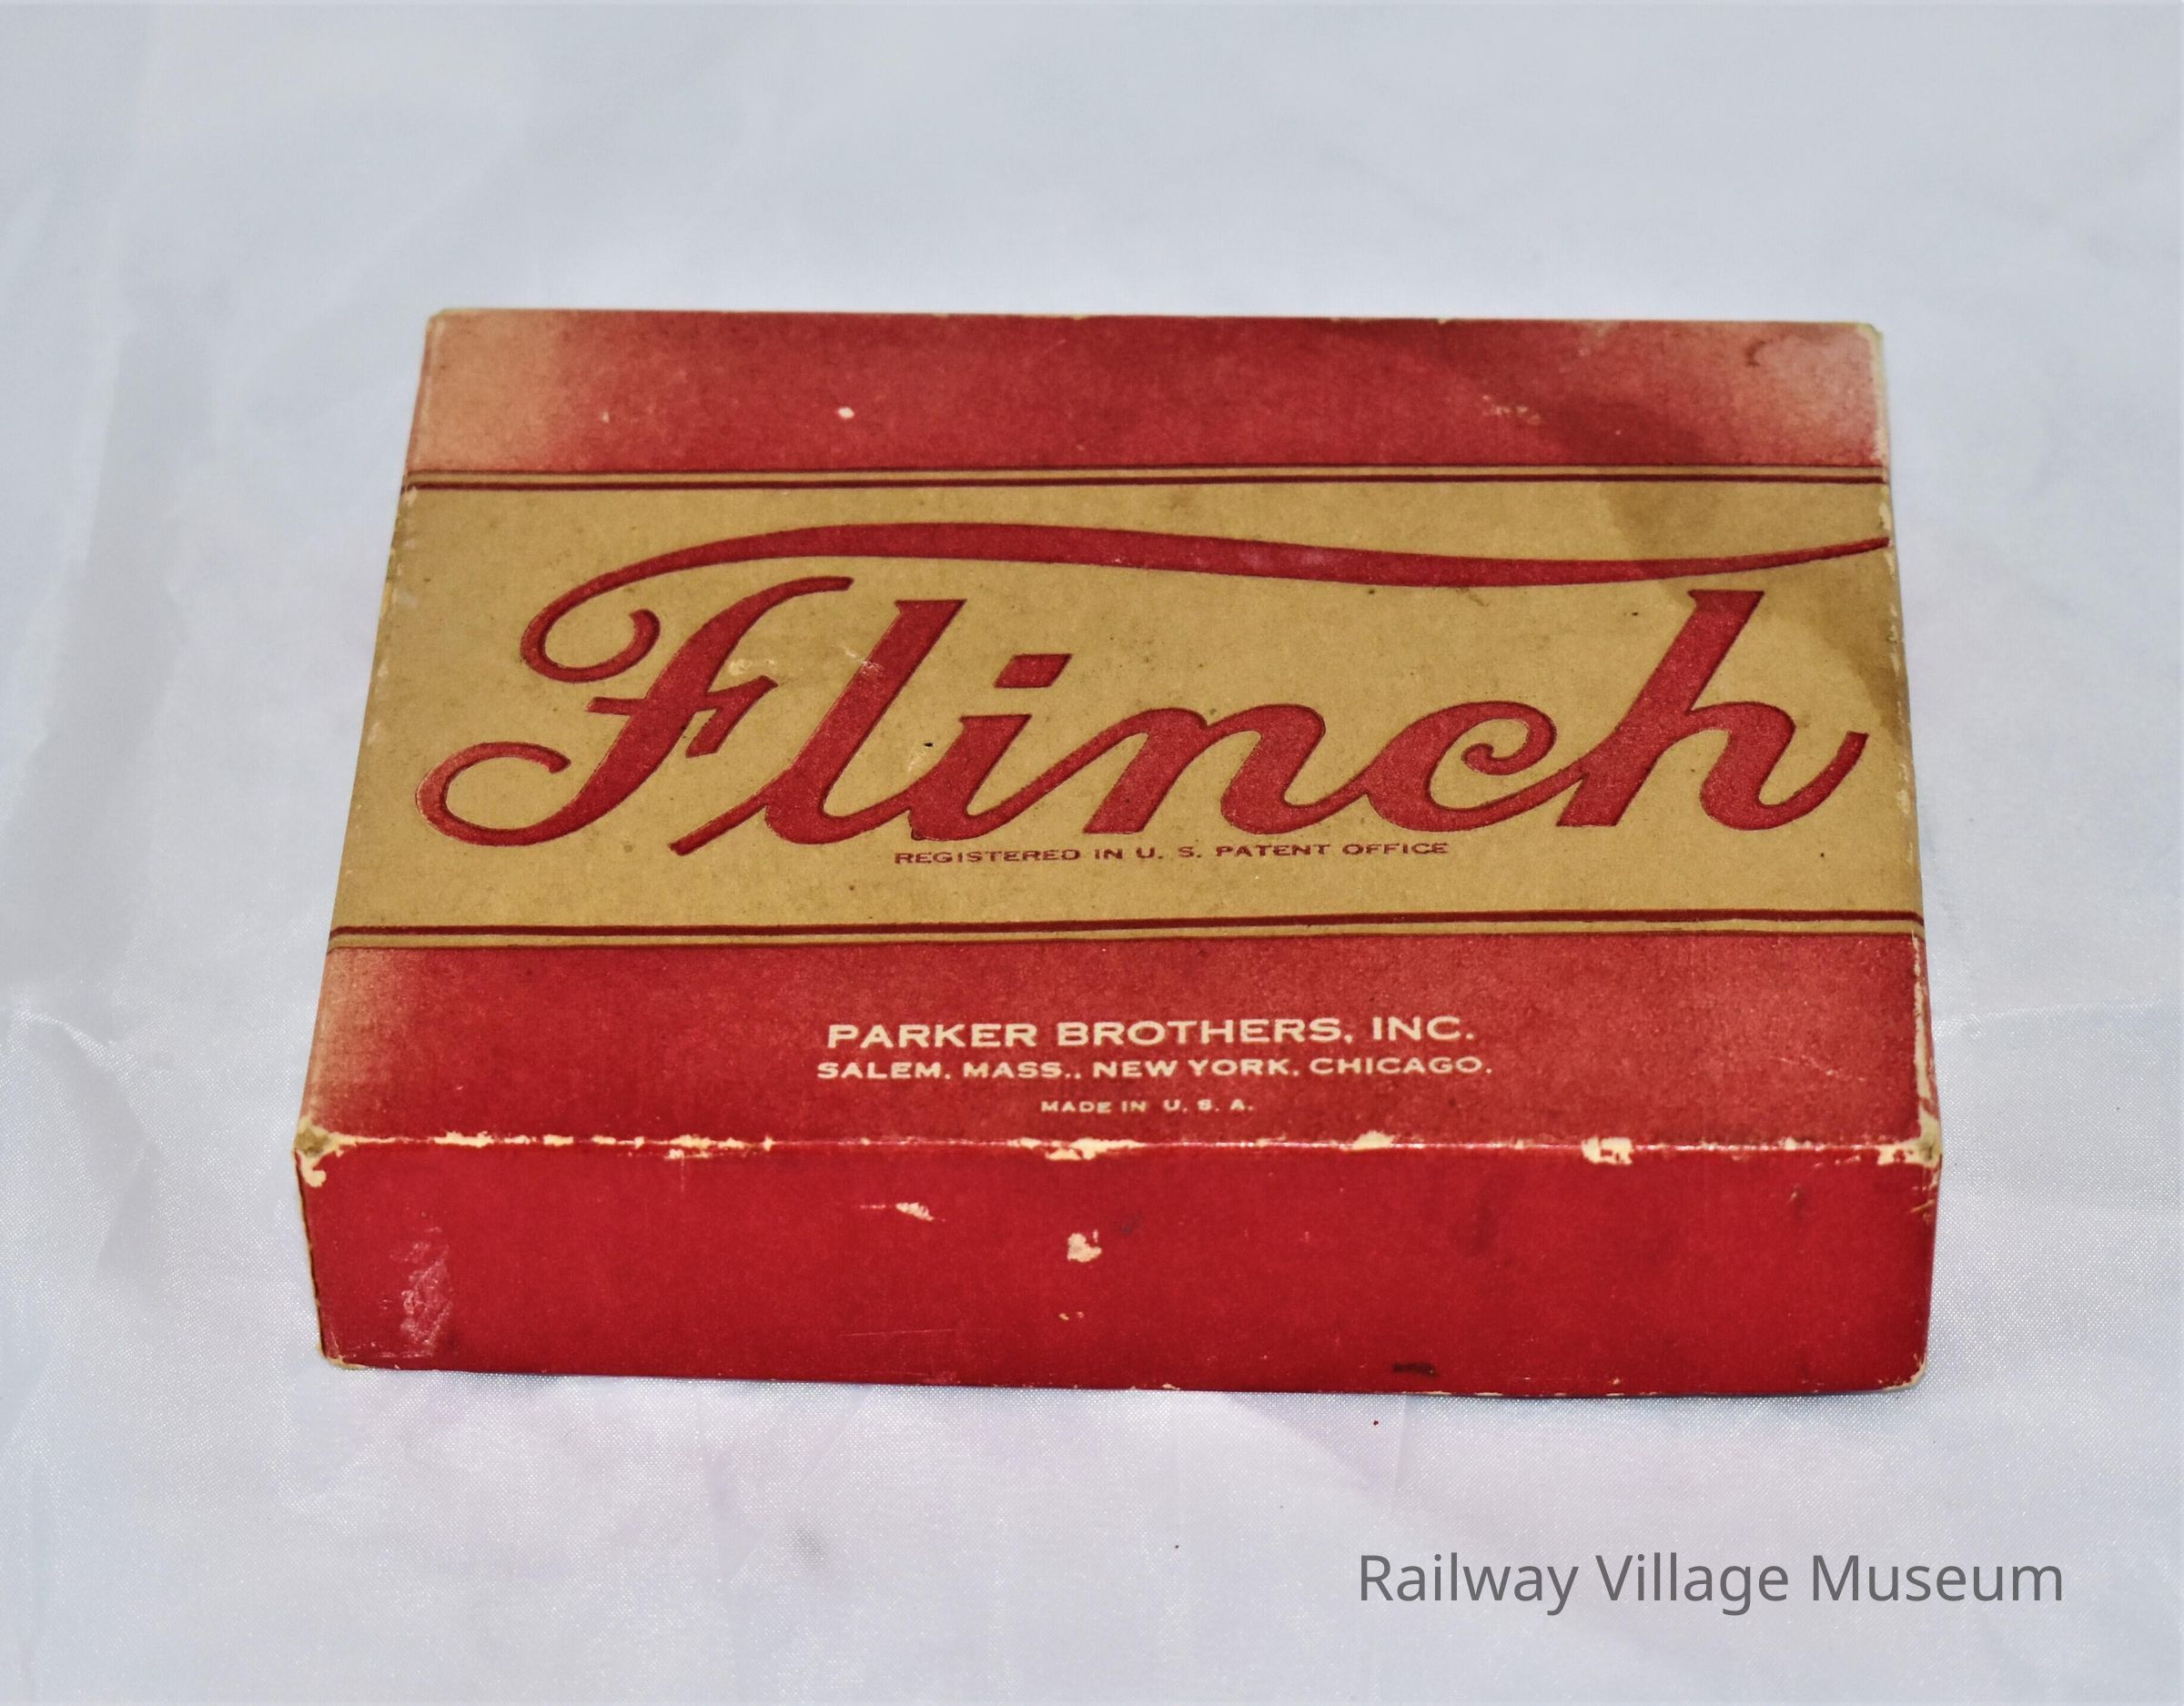 Flinch
REGISTERED IN U. S. PATENT OFFICE
PARKER BROTHERS, INC.
SALEM, MASS., NEW YORK, CHICAGO.
MADE IN U. S. A.
Railway Village Museum